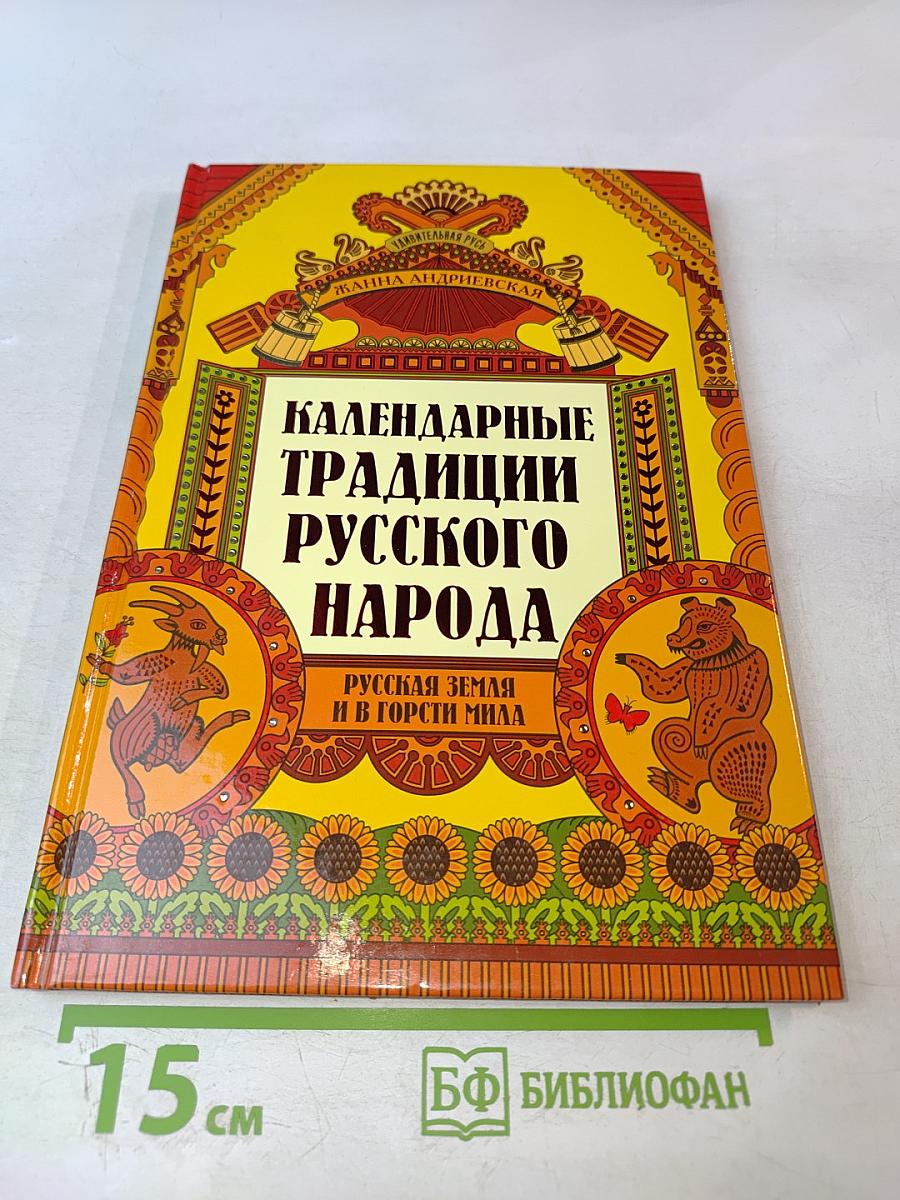 УДИВИТЕЛЬНАЯ РУСЬ
ЖАННА АНДРИЕВСКАЯ
КАЛЕНДАРНЫЕ
ТРАДИЦИИ
РУССКОГО
НАРОДА
РУССКАЯ ЗЕМЛЯ
И В ГОРСТИ МИЛА
15 см
БФ БИБЛИОФАН